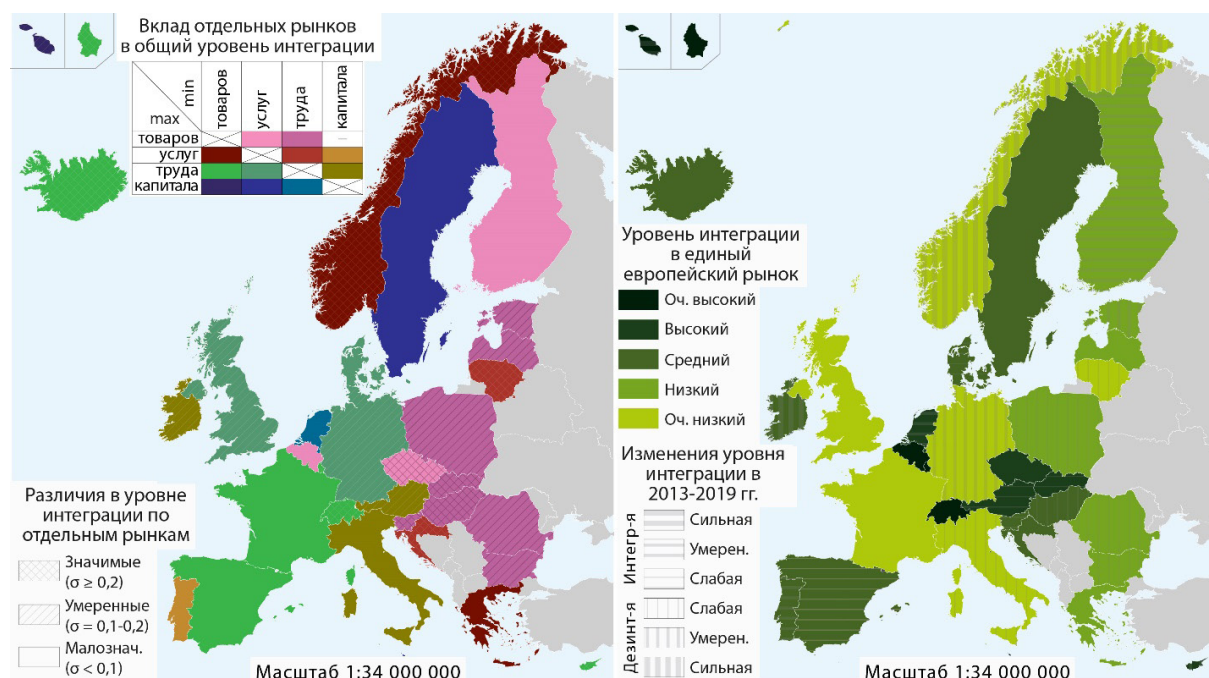 Вклад отдельных рынков
в общий уровень интеграции
min
max
товаров
услуг
труда
капитала
товаров
услуг
труда
капитала
Различия в уровне
интеграции по
отдельным рынкам
Значимые
(σ ≥ 0,2)
Умеренные
(σ = 0,1-0,2)
Малознач.
(σ < 0,1)
Масштаб 1:34 000 000
Уровень интеграции
в единый
европейский рынок
Оч. высокий
Высокий
Средний
Низкий
Оч. низкий
Изменения уровня
интеграции в
2013-2019 гг.
Интегр-я
Сильная
Умерен.
Слабая
Дезинт-я
Слабая
Умерен.
Сильная
Масштаб 1:34 000 000